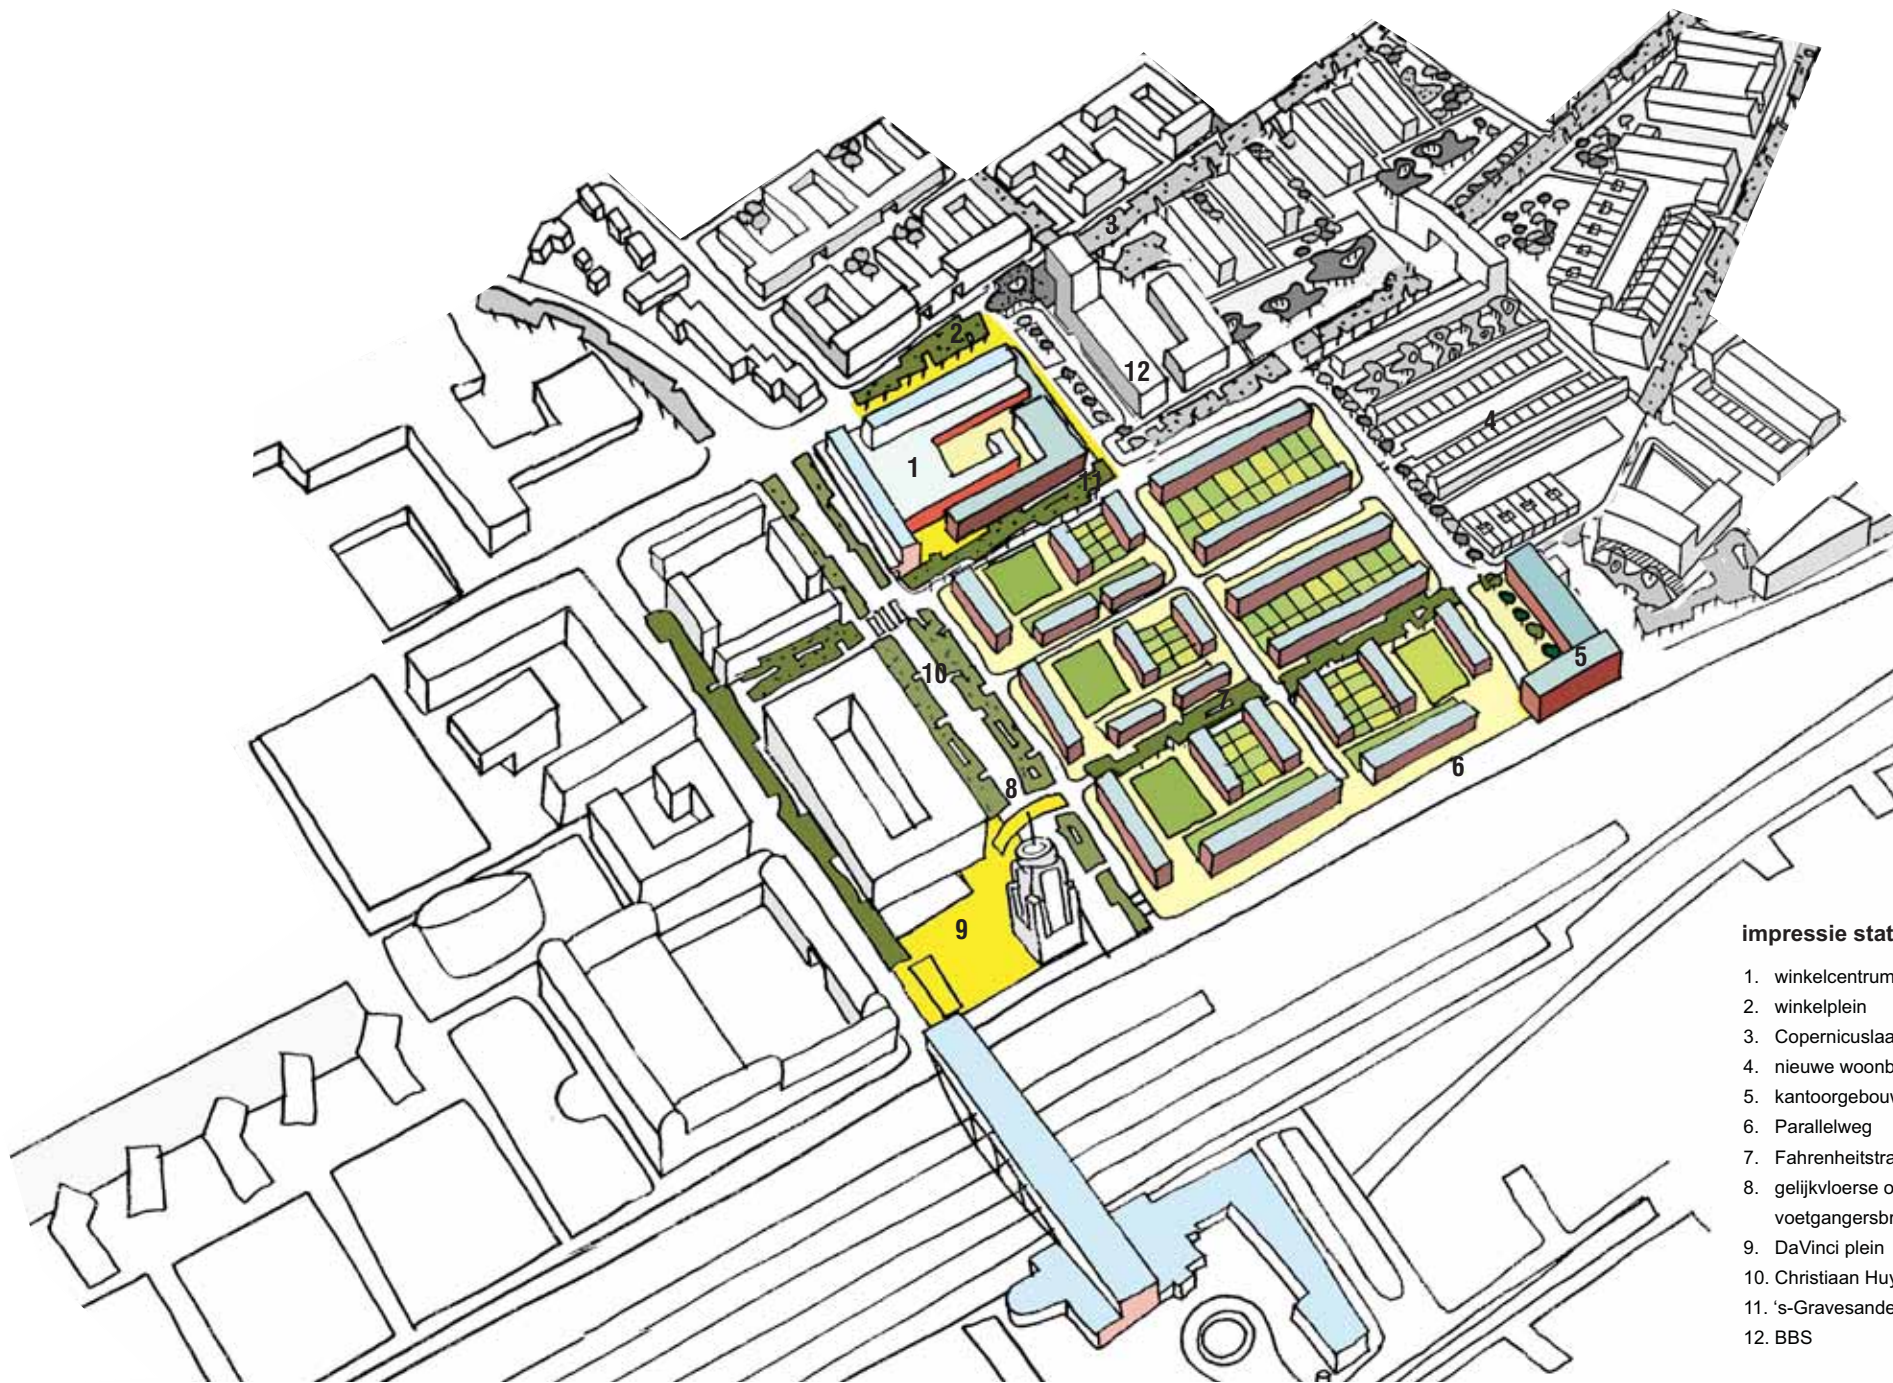 3
2
12
4
1
11
5
10
7
6
8
9
impressie stat
1. winkelcentrum
2. winkelplein
3. Copernicuslaa
4. nieuwe woonb
5. kantoorgebouw
6. Parallelweg
7. Fahrenheitstra
8. gelijkvloerse o
voetgangersbr
9. DaVinci plein
10. Christiaan Huy
11. ‘s-Gravesande
12. BBS